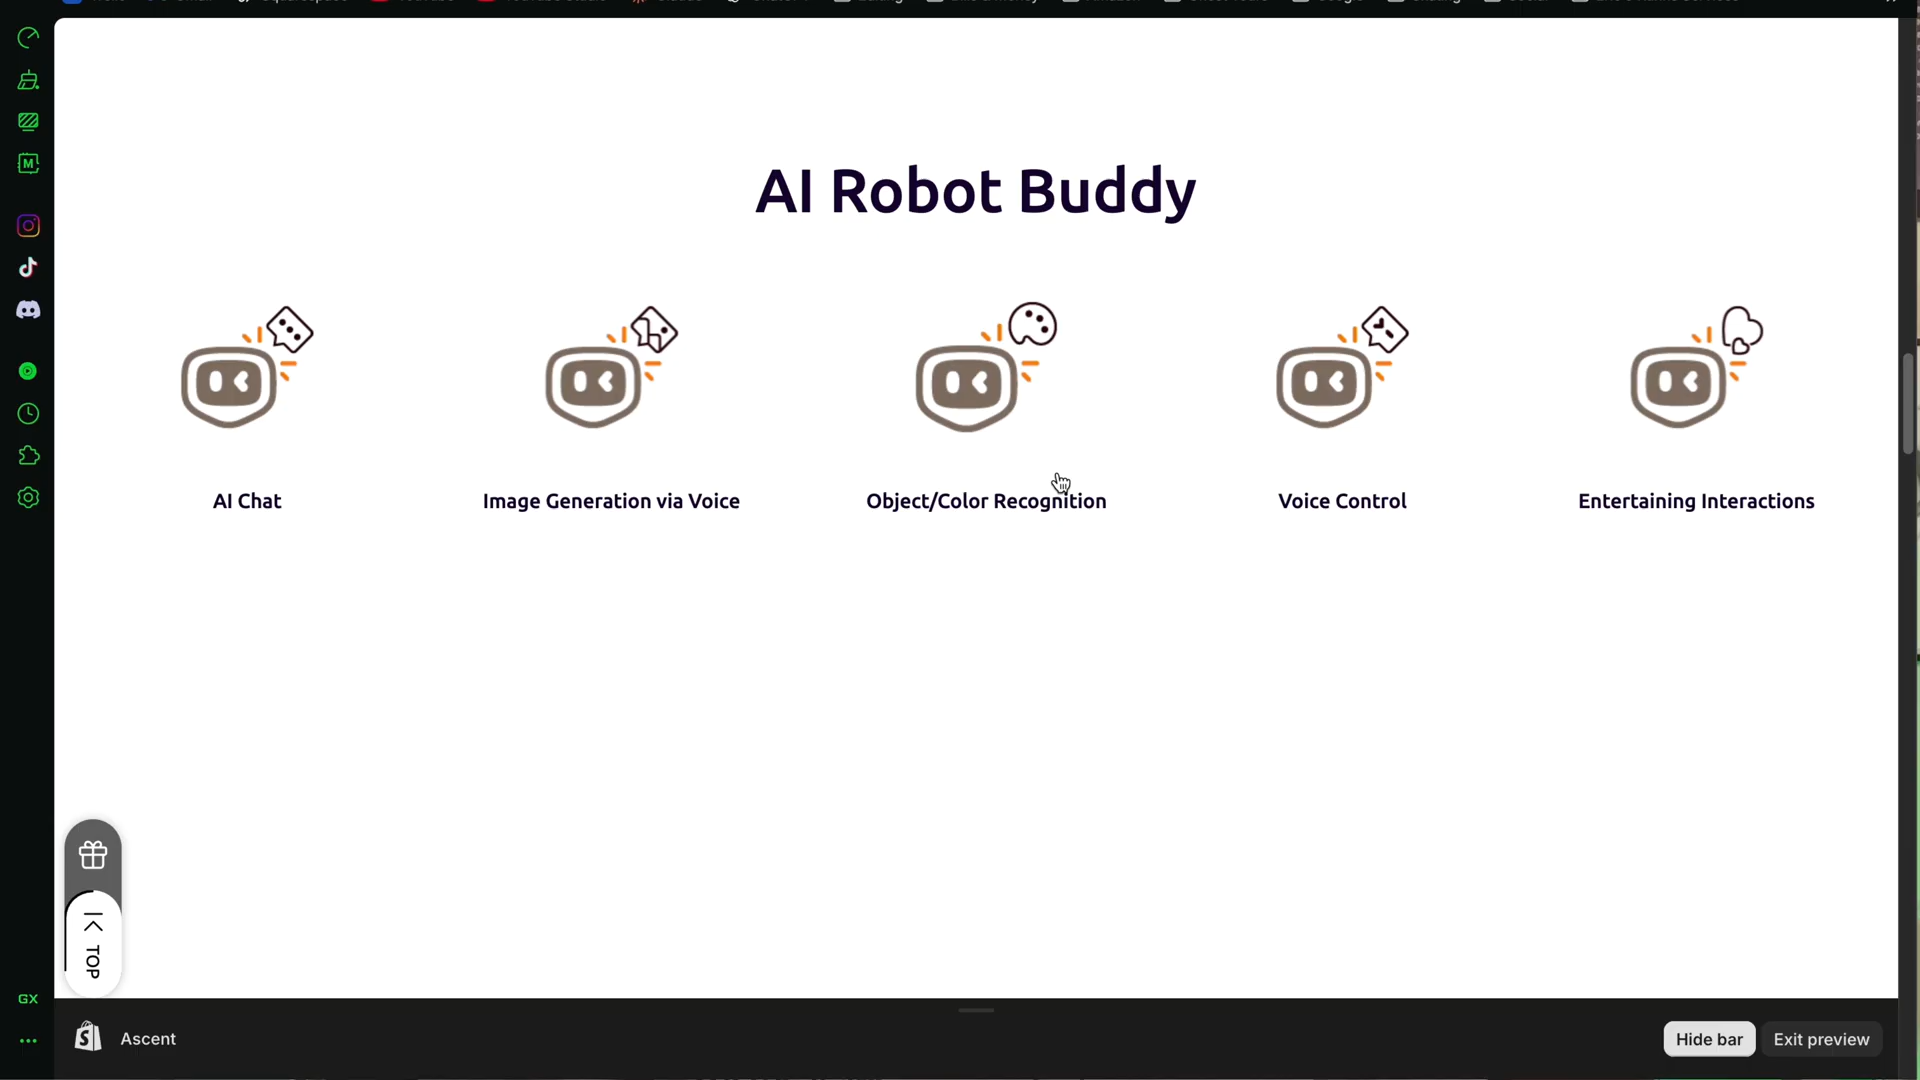 AI Robot Buddy
AI Chat
Image Generation via Voice
Object/Color Recognition
Voice Control
Entertaining Interactions
TOP
GX
Ascent
Hide bar
Exit preview